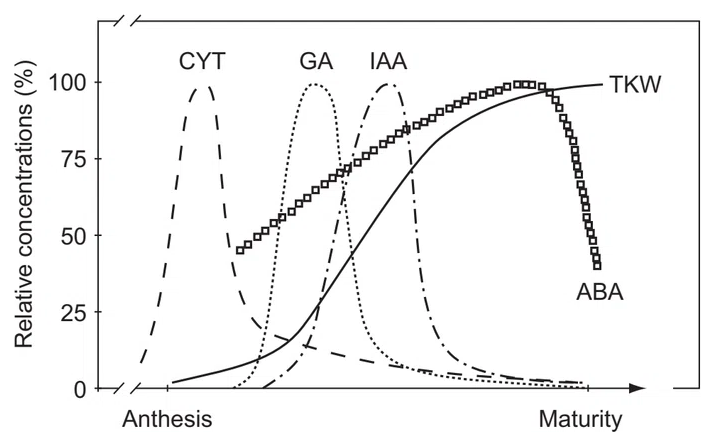 CYT GA IAA
100
TKW
75
50
25
0
ABA
Relative concentrations (%)
Anthesis Maturity